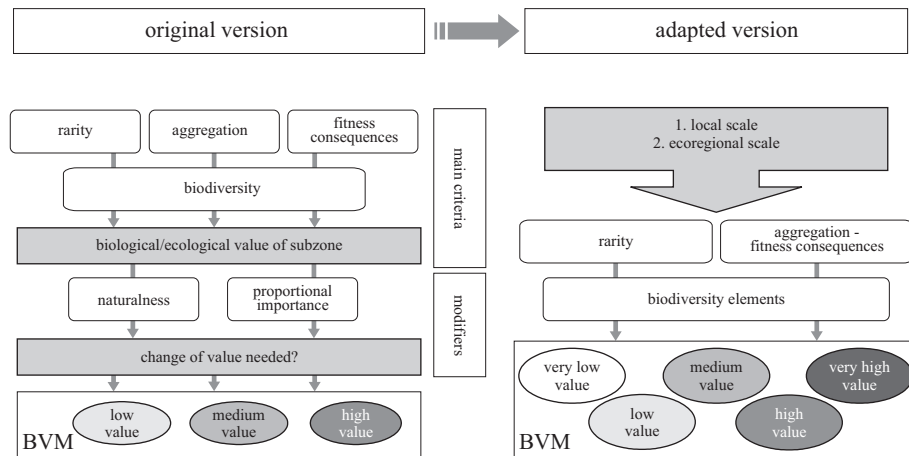 original version
adapted version
rarity
aggregation
fitness
consequences
biodiversity
biological/ecological value of subzone
naturalness
proportional
importance
change of value needed?
low
value
medium
value
high
value
BVM
main criteria
modifiers
1. local scale
2. ecoregional scale
rarity
aggregation -
fitness consequences
biodiversity elements
very low
value
medium
value
very high
value
low
value
high
value
BVM